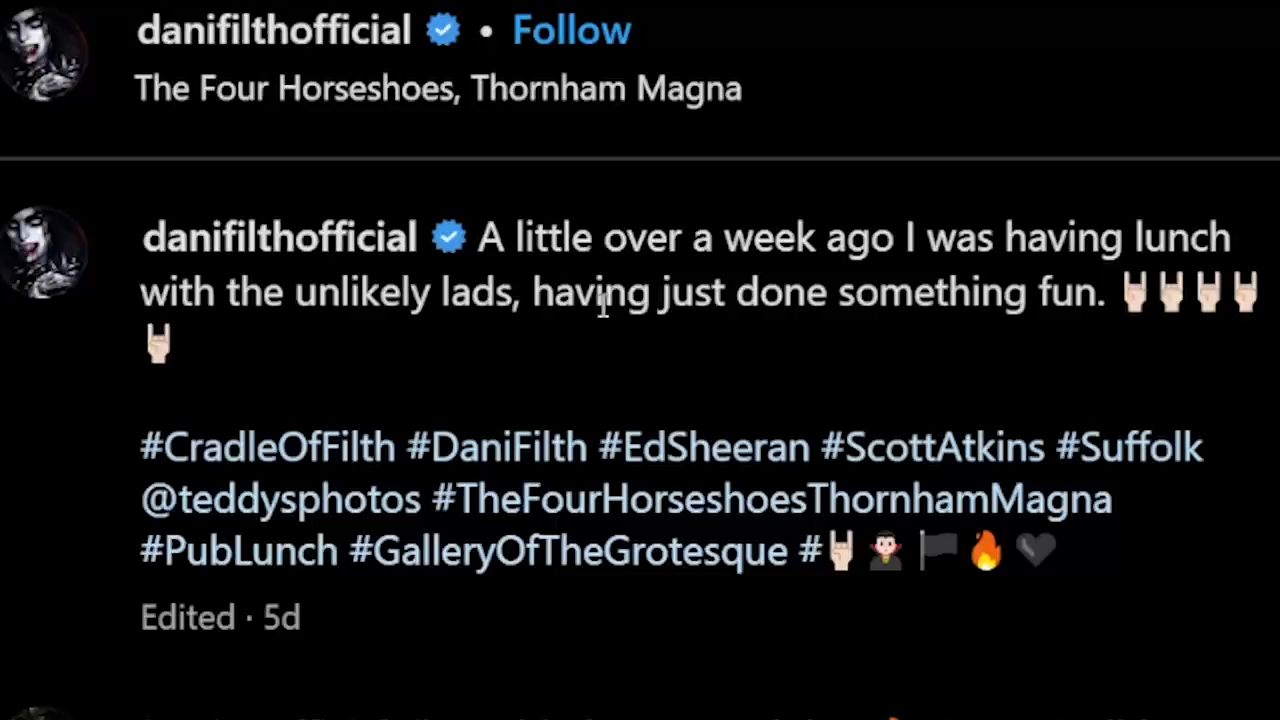 danifilthofficial • Follow
The Four Horseshoes, Thornham Magna
danifilthofficial A little over a week ago I was having lunch
with the unlikely lads, having just done something fun. 🤘🏻🤘🏻🤘🏻🤘🏻
🤘🏻
#CradleOfFilth #DaniFilth #EdSheeran #ScottAtkins #Suffolk
@teddysphotos #TheFourHorseshoesThornhamMagna
#PubLunch #GalleryOfTheGrotesque #🤘🏻🧛🏻‍♂️🏴🔥🖤
Edited · 5d